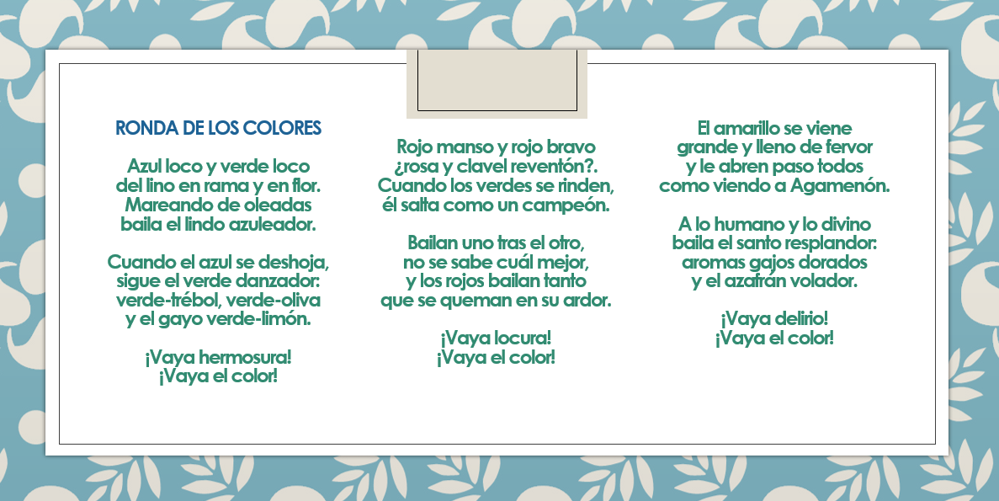 RONDA DE LOS COLORES
Azul loco y verde loco
del lino en rama y en flor.
Mareando de oleadas
baila el lindo azuleador.
Cuando el azul se deshoja,
sigue el verde danzador:
verde-trébol, verde-oliva
y el gayo verde-limón.
¡Vaya hermosura!
¡Vaya el color!
Rojo manso y rojo bravo
¿rosa y clavel reventón?.
Cuando los verdes se rinden,
él salta como un campeón.
Bailan uno tras el otro,
no se sabe cuál mejor,
y los rojos bailan tanto
que se queman en su ardor.
¡Vaya locura!
¡Vaya el color!
El amarillo se viene
grande y lleno de fervor
y le abren paso todos
como viendo a Agamenón.
A lo humano y lo divino
baila el santo resplandor:
aromas gajos dorados
y el azafrán volador.
¡Vaya delirio!
¡Vaya el color!